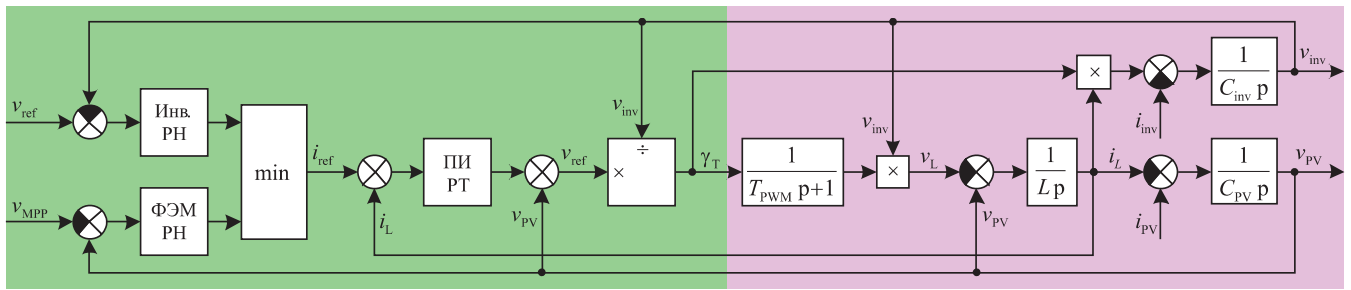 v_ref
Инв.
РН
v_MPP
ФЭМ
РН
min
i_ref
i_L
ПИ
РТ
v_PV
v_ref
v_inv
×
÷
γ_T
1
T_PWM p+1
v_inv
×
v_L
v_PV
1
L p
i_L
×
i_inv
1
C_inv p
v_inv
i_PV
1
C_PV p
v_PV